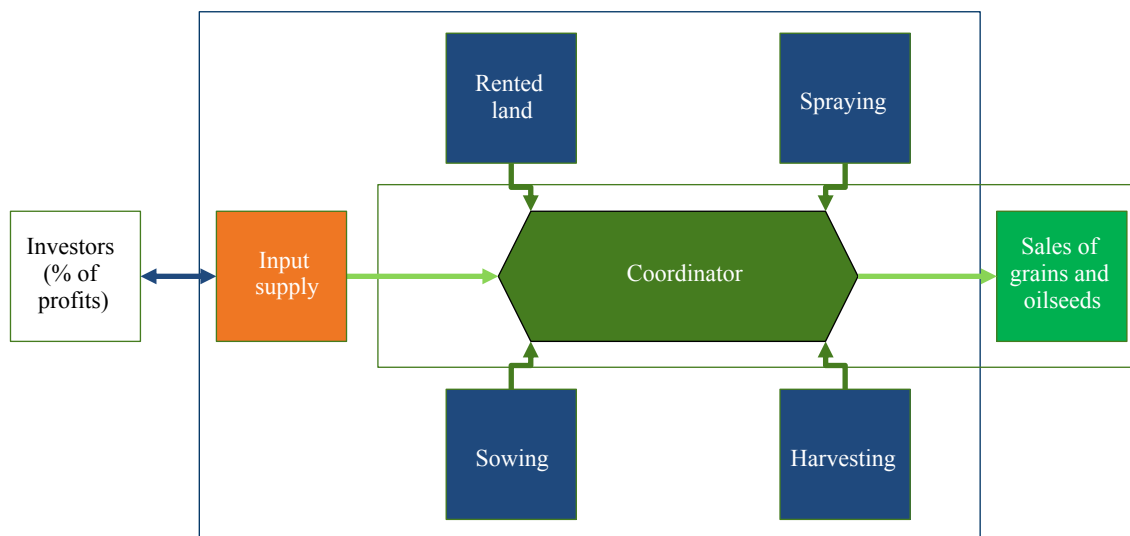 Rented
land
Spraying
Investors
(% of
profits)
Input
supply
Coordinator
Sales of
grains and
oilseeds
Sowing
Harvesting